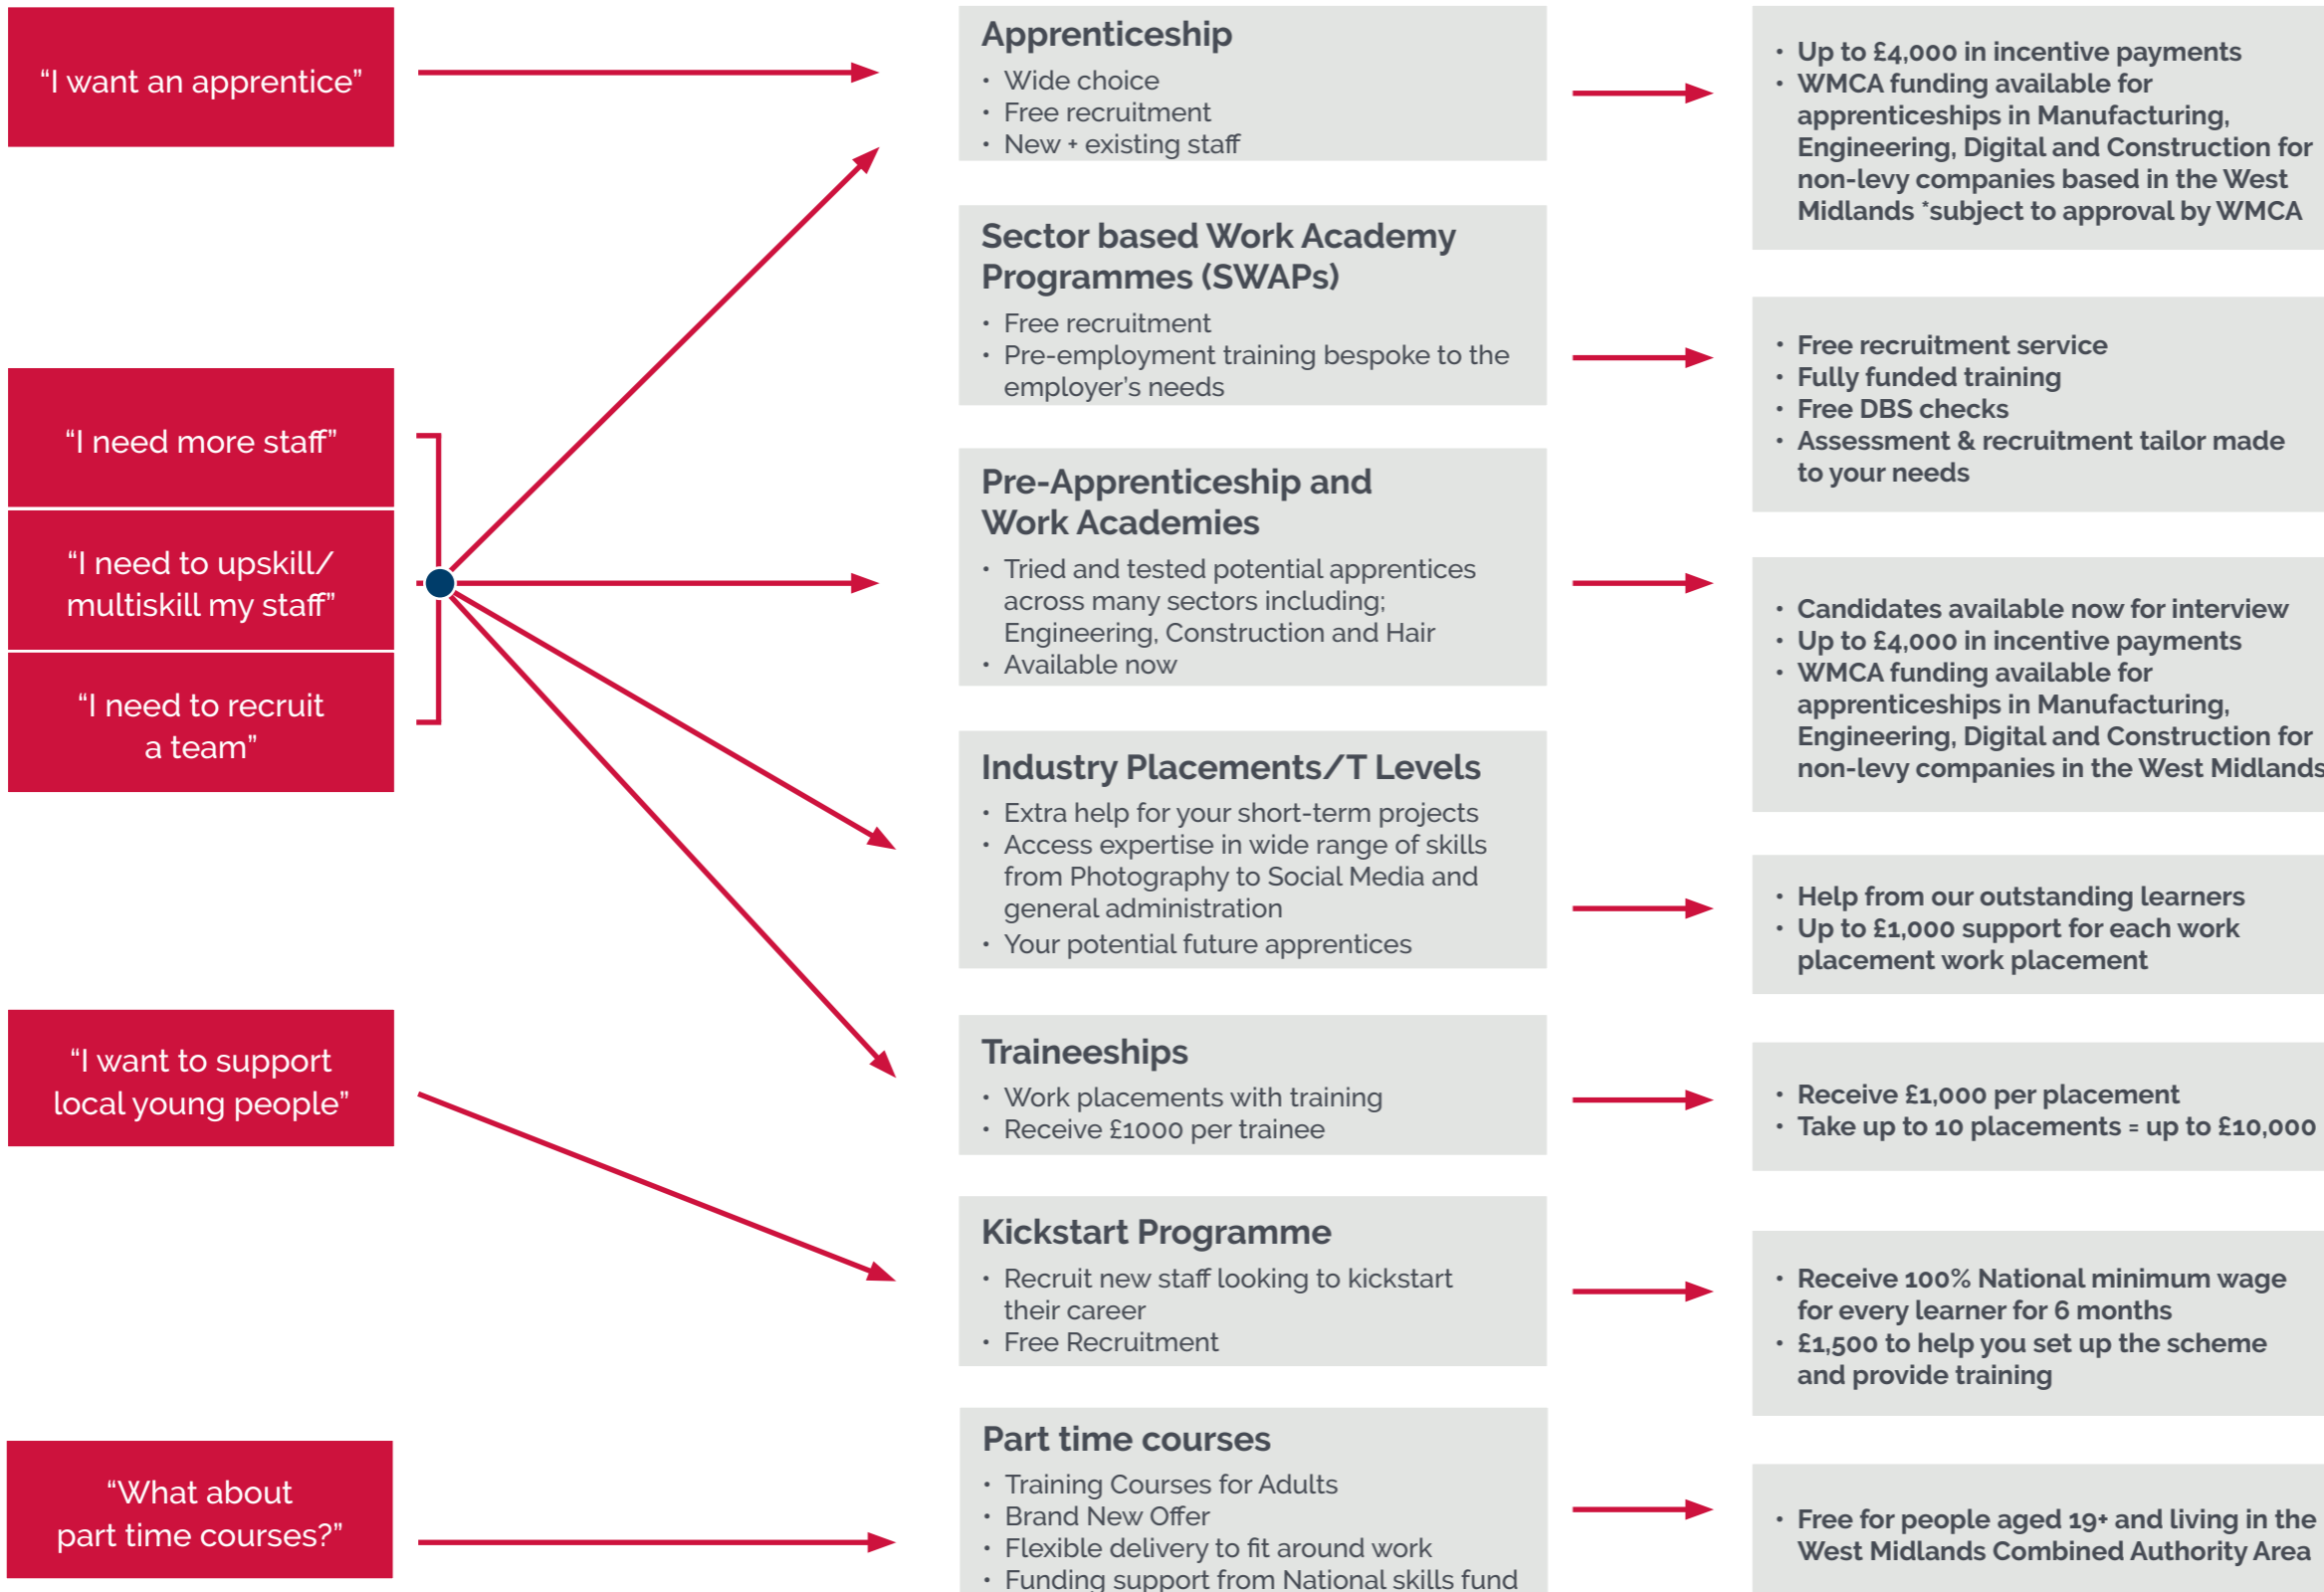 “I want an apprentice”
“I need more staff”
“I need to upskill/
multiskill my staff”
“I need to recruit
a team”
“I want to support
local young people”
“What about
part time courses?”
Apprenticeship
• Wide choice
• Free recruitment
• New + existing staff
Sector based Work Academy
Programmes (SWAPs)
• Free recruitment
• Pre-employment training bespoke to the
employer’s needs
Pre-Apprenticeship and
Work Academies
• Tried and tested potential apprentices
across many sectors including;
Engineering, Construction and Hair
• Available now
Industry Placements/T Levels
• Extra help for your short-term projects
• Access expertise in wide range of skills
from Photography to Social Media and
general administration
• Your potential future apprentices
Traineeships
• Work placements with training
• Receive £1000 per trainee
Kickstart Programme
• Recruit new staff looking to kickstart
their career
• Free Recruitment
Part time courses
• Training Courses for Adults
• Brand New Offer
• Flexible delivery to fit around work
• Funding support from National skills fund
• Up to £4,000 in incentive payments
• WMCA funding available for
apprenticeships in Manufacturing,
Engineering, Digital and Construction for
non-levy companies based in the West
Midlands *subject to approval by WMCA
• Free recruitment service
• Fully funded training
• Free DBS checks
• Assessment & recruitment tailor made
to your needs
• Candidates available now for interview
• Up to £4,000 in incentive payments
• WMCA funding available for
apprenticeships in Manufacturing,
Engineering, Digital and Construction for
non-levy companies in the West Midlands
• Help from our outstanding learners
• Up to £1,000 support for each work
placement work placement
• Receive £1,000 per placement
• Take up to 10 placements = up to £10,000
• Receive 100% National minimum wage
for every learner for 6 months
• £1,500 to help you set up the scheme
and provide training
• Free for people aged 19+ and living in the
West Midlands Combined Authority Area